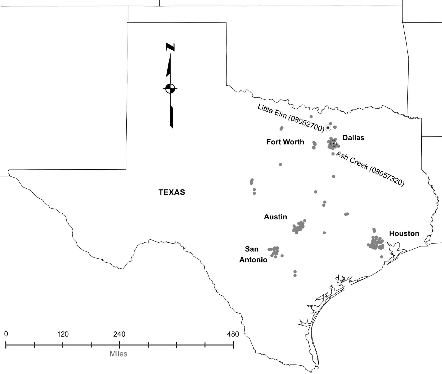 N
Little Elm (08052700)
Dallas
Fort Worth
Ash Creek (08057320)
TEXAS
Austin
Houston
San
Antonio
0 120 240 480
Miles